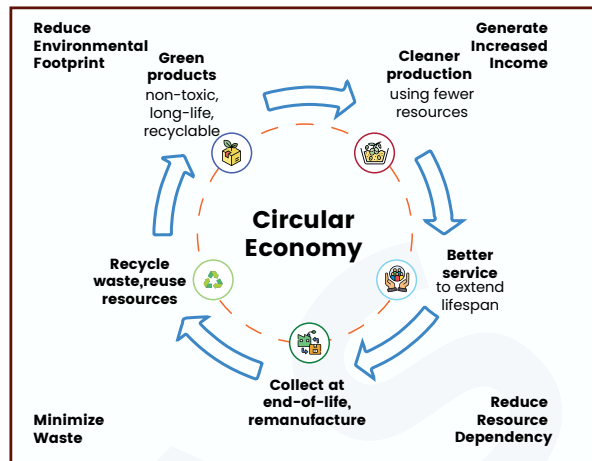 Reduce
Environmental
Footprint
Generate
Increased
Income
Green
products
non-toxic,
long-life,
recyclable
Cleaner
production
using fewer
resources
Circular
Economy
Better
service
to extend
lifespan
Recycle
waste,reuse
resources
Collect at
end-of-life,
remanufacture
Minimize
Waste
Reduce
Resource
Dependency